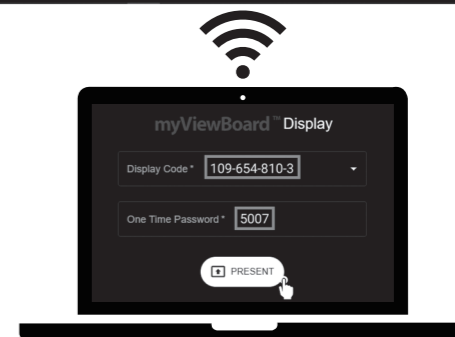 myViewBoard™ Display
Display Code * 109-654-810-3
One Time Password * 5007
PRESENT